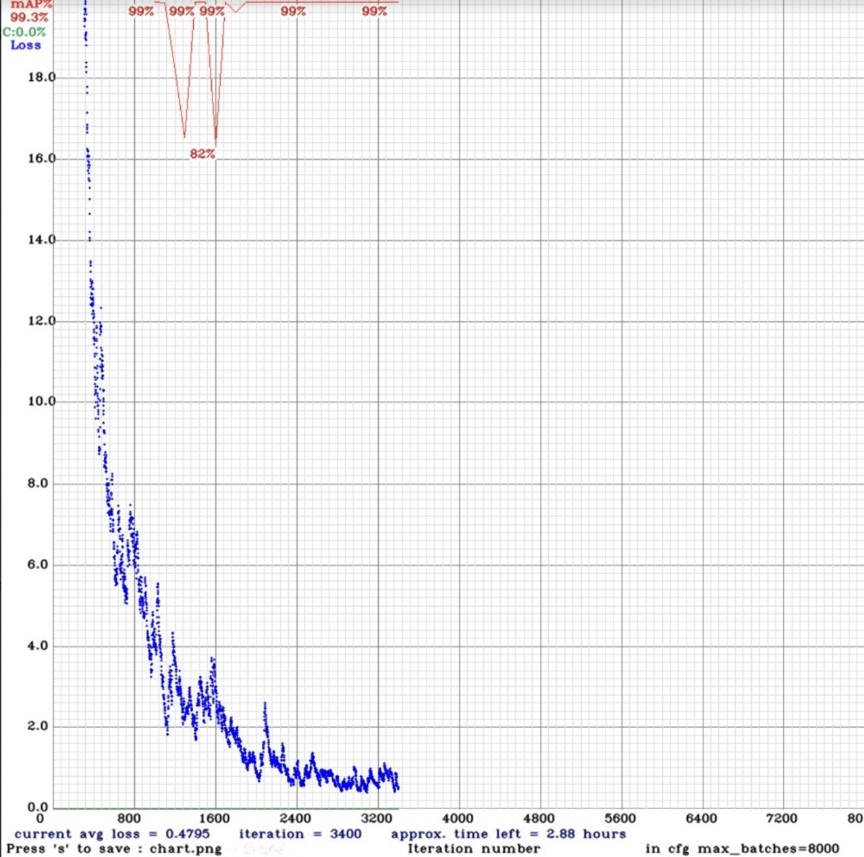 mAP%
99.3%
C:0.0%
Loss
99% 99% 99% 99% 99%
82%
18.0
16.0
14.0
12.0
10.0
8.0
6.0
4.0
2.0
0.0
0 800 1600 2400 3200 4000 4800 5600 6400 7200 80
current avg loss = 0.4795 iteration = 3400 approx. time left = 2.88 hours
Press 's' to save : chart.png Iteration number in cfg max_batches=8000